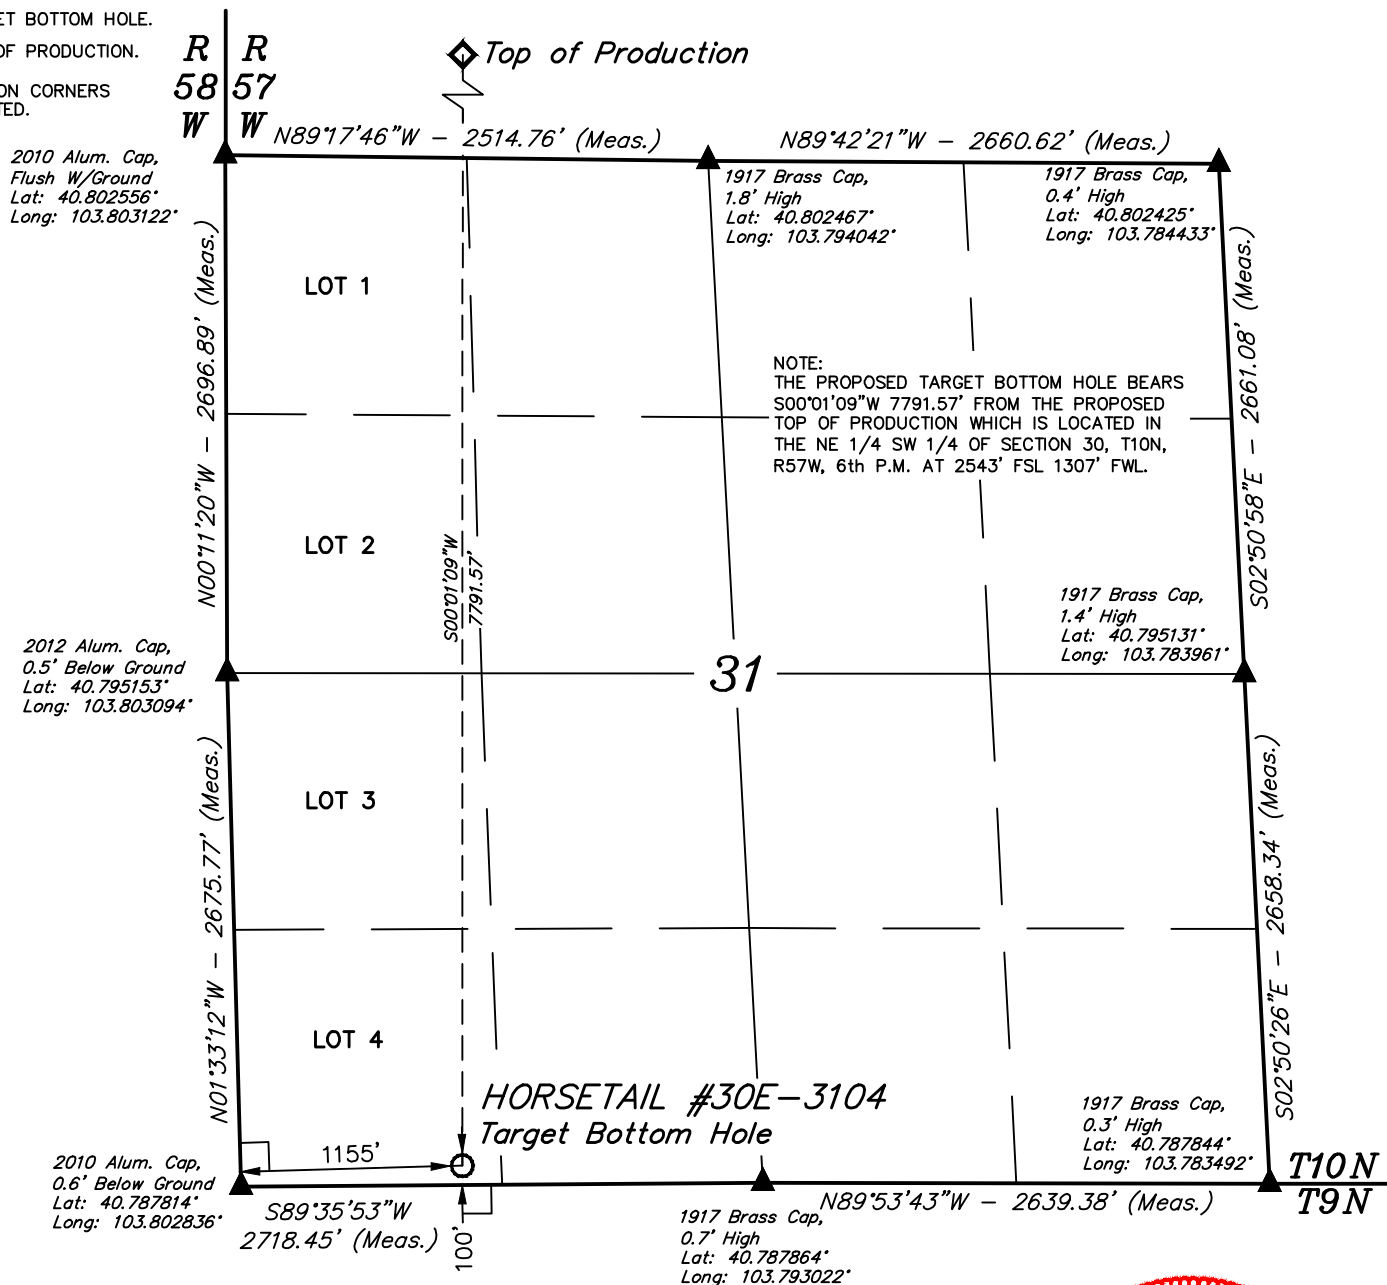 ET BOTTOM HOLE.
OF PRODUCTION.
ON CORNERS
TED.
R R
58 57
W W
Top of Production
N89°17'46"W - 2514.76' (Meas.)
N89°42'21"W - 2660.62' (Meas.)
2010 Alum. Cap,
Flush W/Ground
Lat: 40.802556°
Long: 103.803122°
1917 Brass Cap,
1.8' High
Lat: 40.802467°
Long: 103.794042°
1917 Brass Cap,
0.4' High
Lat: 40.802425°
Long: 103.784433°
N00°11'20"W - 2696.89' (Meas.)
LOT 1
S02°50'58"E - 2661.08' (Meas.)
NOTE:
THE PROPOSED TARGET BOTTOM HOLE BEARS
S00°01'09"W 7791.57' FROM THE PROPOSED
TOP OF PRODUCTION WHICH IS LOCATED IN
THE NE 1/4 SW 1/4 OF SECTION 30, T10N,
R57W, 6th P.M. AT 2543' FSL 1307' FWL.
LOT 2
S00°01'09"W
7791.57'
1917 Brass Cap,
1.4' High
Lat: 40.795131°
Long: 103.783961°
2012 Alum. Cap,
0.5' Below Ground
Lat: 40.795153°
Long: 103.803094°
31
N01°33'12"W - 2675.77' (Meas.)
LOT 3
S02°50'26"E - 2658.34' (Meas.)
LOT 4
HORSETAIL #30E-3104
Target Bottom Hole
1155'
1917 Brass Cap,
0.3' High
Lat: 40.787844°
Long: 103.783492°
2010 Alum. Cap,
0.6' Below Ground
Lat: 40.787814°
Long: 103.802836°
T10N
T9N
S89°35'53"W
2718.45' (Meas.)
100'
N89°53'43"W - 2639.38' (Meas.)
1917 Brass Cap,
0.7' High
Lat: 40.787864°
Long: 103.793022°